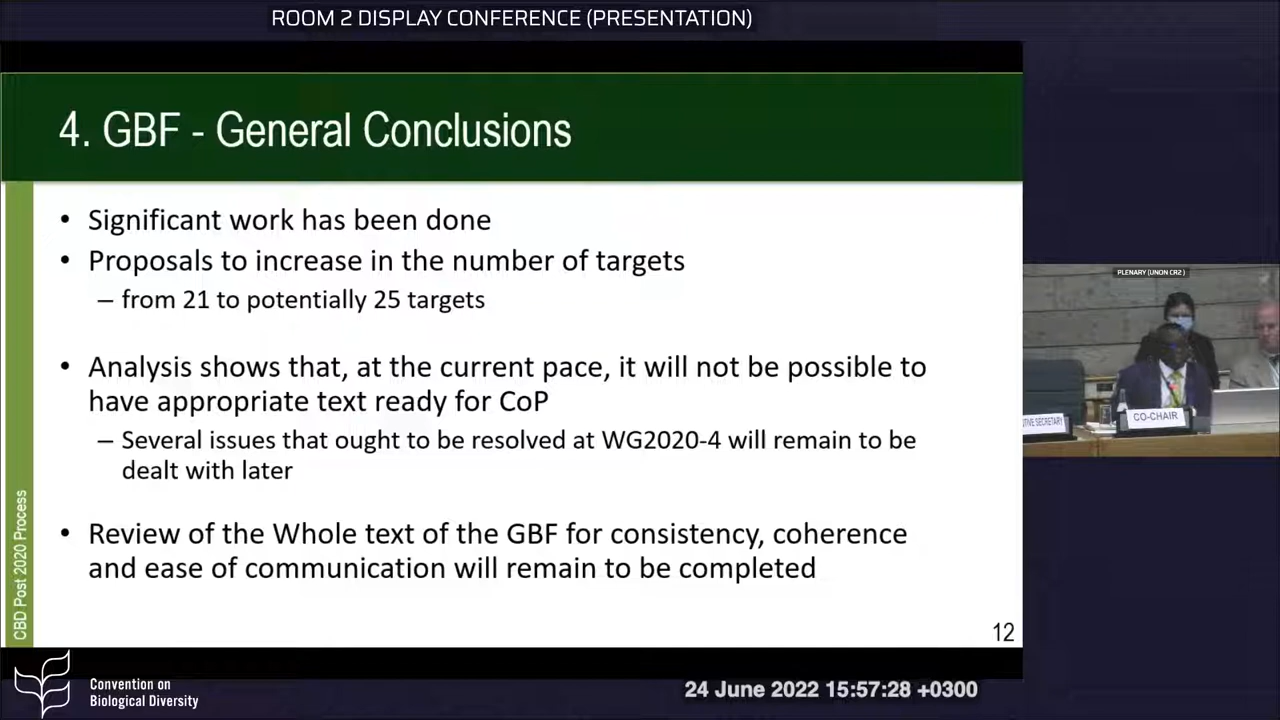 ROOM 2 DISPLAY CONFERENCE (PRESENTATION)
4. GBF - General Conclusions
• Significant work has been done
• Proposals to increase in the number of targets
– from 21 to potentially 25 targets
• Analysis shows that, at the current pace, it will not be possible to
have appropriate text ready for CoP
– Several issues that ought to be resolved at WG2020-4 will remain to be
dealt with later
• Review of the Whole text of the GBF for consistency, coherence
and ease of communication will remain to be completed
12
CBD Post 2020 Process
PLENARY (UNON CR2 )
SECRETARY
CO-CHAIR
Convention on
Biological Diversity
24 June 2022 15:57:28 +0300